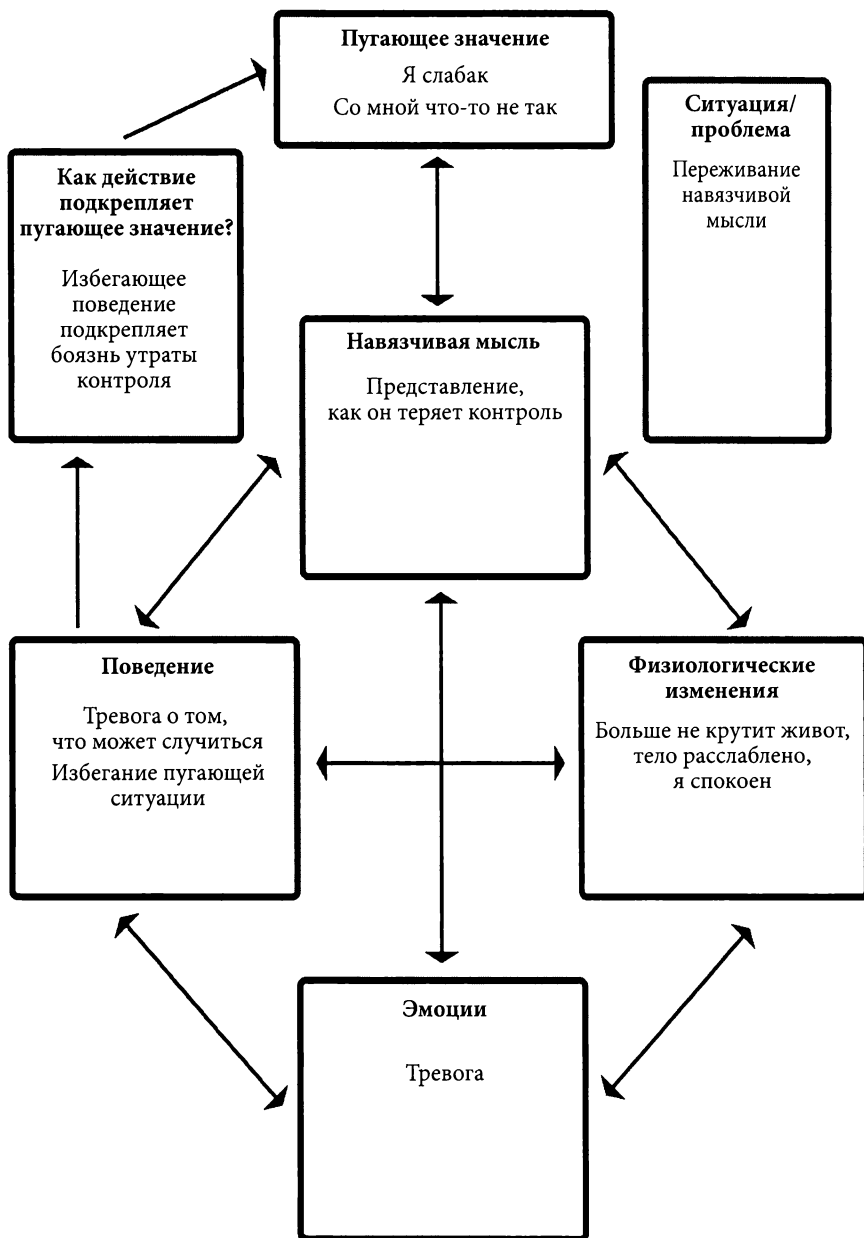 Пугающее значение
Я слабак
Со мной что-то не так
Ситуация/
проблема
Переживание
навязчивой
мысли
Как действие
подкрепляет
пугающее значение?
Избегающее
поведение
подкрепляет
боязнь утраты
контроля
Навязчивая мысль
Представление,
как он теряет контроль
Поведение
Тревога о том,
что может случиться
Избегание пугающей
ситуации
Физиологические
изменения
Больше не крутит живот,
тело расслаблено,
я спокоен
Эмоции
Тревога